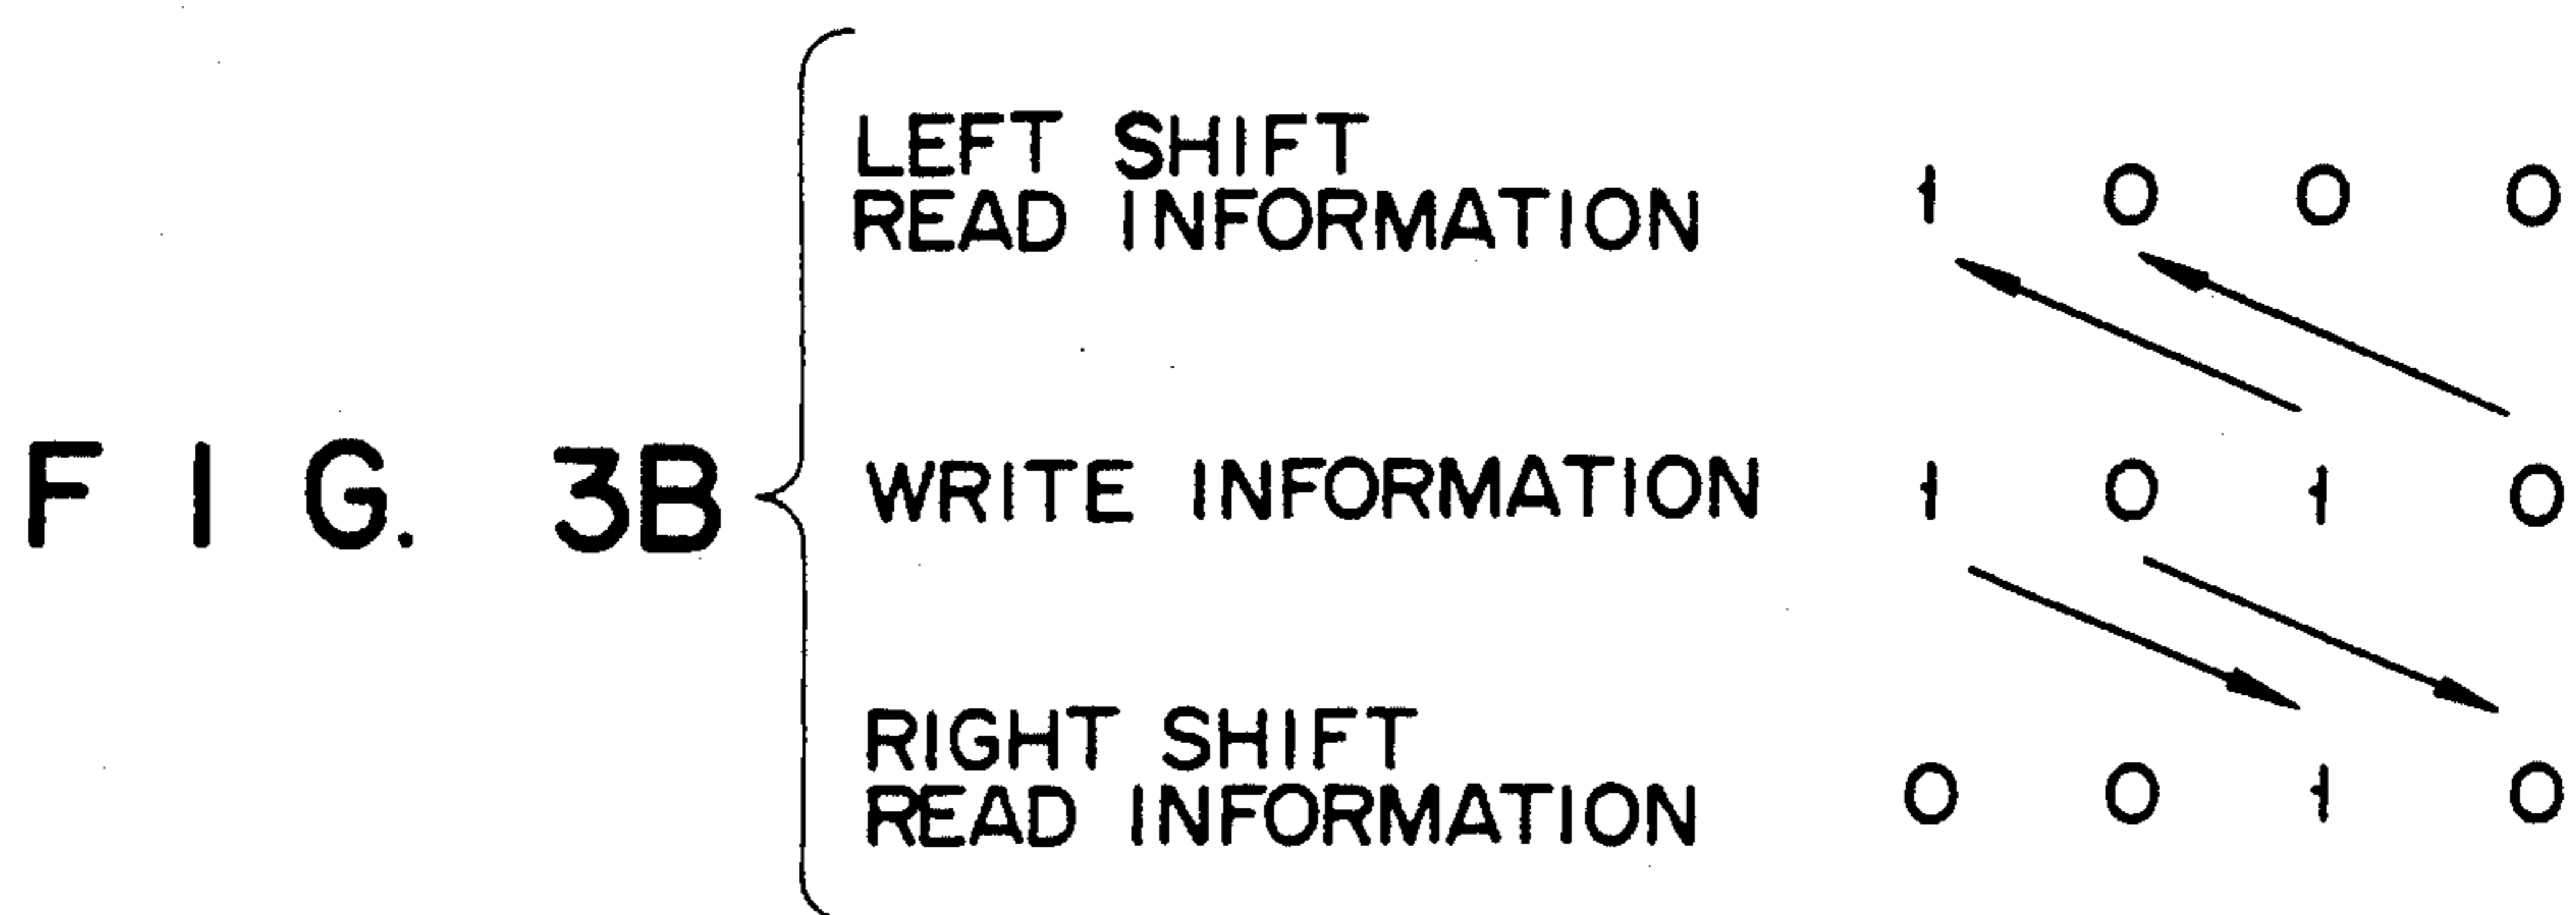 LEFT SHIFT
READ INFORMATION 1 0 0 0
FIG. 3B WRITE INFORMATION 1 0 1 0
RIGHT SHIFT
READ INFORMATION 0 0 1 0